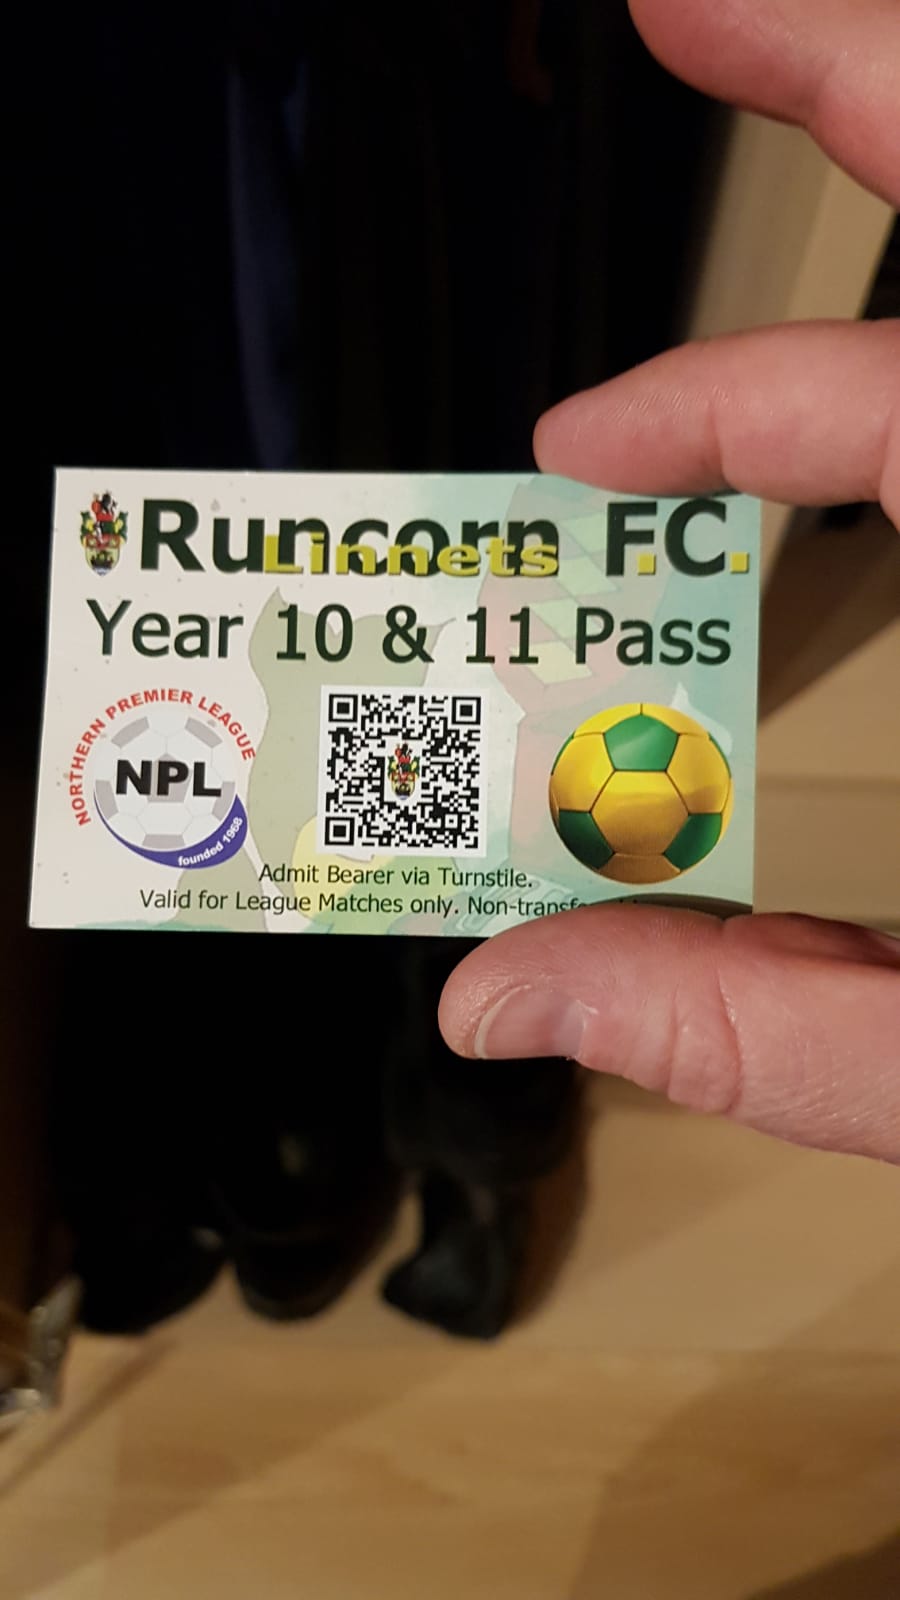 Runcorn F.C.
Linnets
Year 10 & 11 Pass
NORTHERN PREMIER LEAGUE
NPL
founded 1968
Admit Bearer via Turnstile.
Valid for League Matches only.